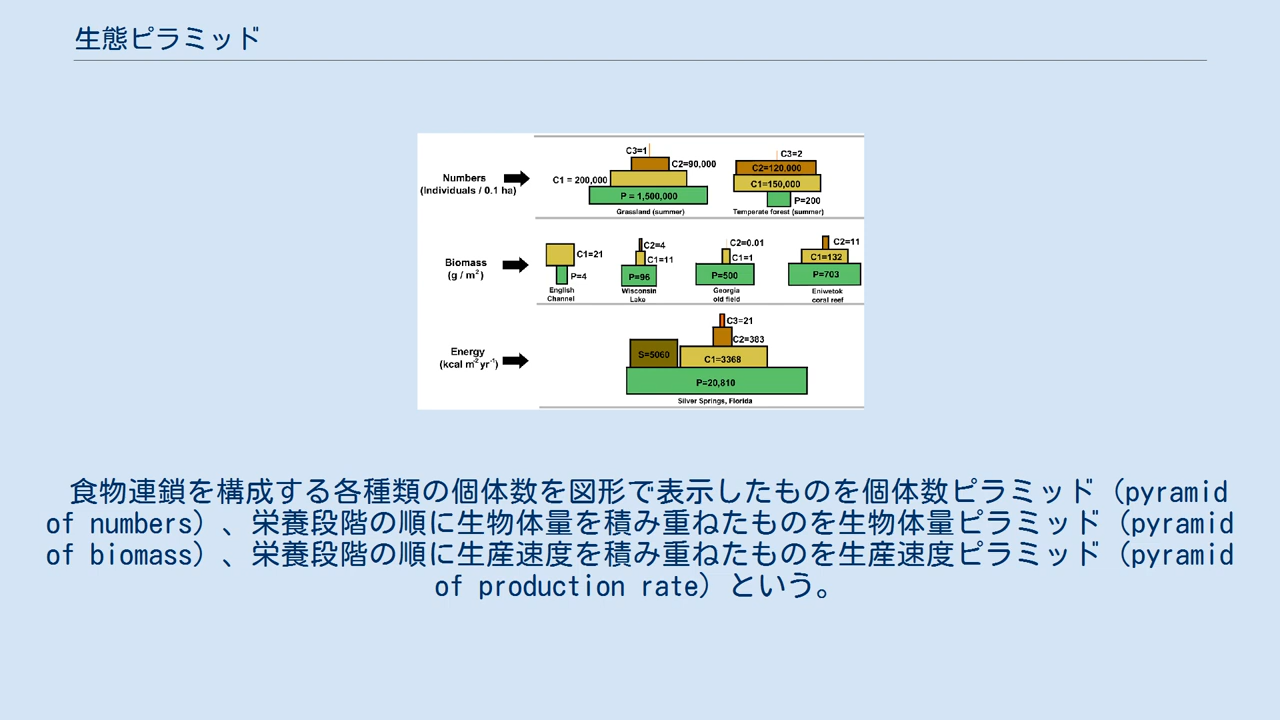 生態ピラミッド
Numbers
(Individuals / 0.1 ha)
C3=1
C2=90,000
C1 = 200,000
P = 1,500,000
Grassland (summer)
C3=2
C2=120,000
C1=150,000
P=200
Temperate forest (summer)
Biomass
(g / m²)
C1=21
P=4
English
Channel
C2=4
C1=11
P=96
Wisconsin
Lake
C2=0.01
C1=1
P=500
Georgia
old field
C2=11
C1=132
P=703
Eniwetok
coral reef
Energy
(kcal m⁻²yr⁻¹)
C3=21
C2=383
S=5060
C1=3368
P=20,810
Silver Springs, Florida
食物連鎖を構成する各種類の個体数を図形で表示したものを個体数ピラミッド（pyramid
of numbers）、栄養段階の順に生物体量を積み重ねたものを生物体量ピラミッド（pyramid
of biomass）、栄養段階の順に生産速度を積み重ねたものを生産速度ピラミッド（pyramid
of production rate）という。